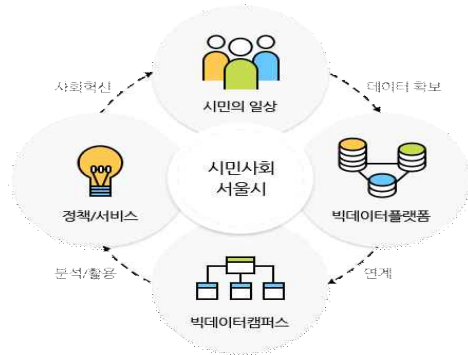 시민의 일상
사회혁신
데이터 확보
시민사회
서울시
정책/서비스
빅데이터플랫폼
분석/활용
연계
빅데이터캠퍼스